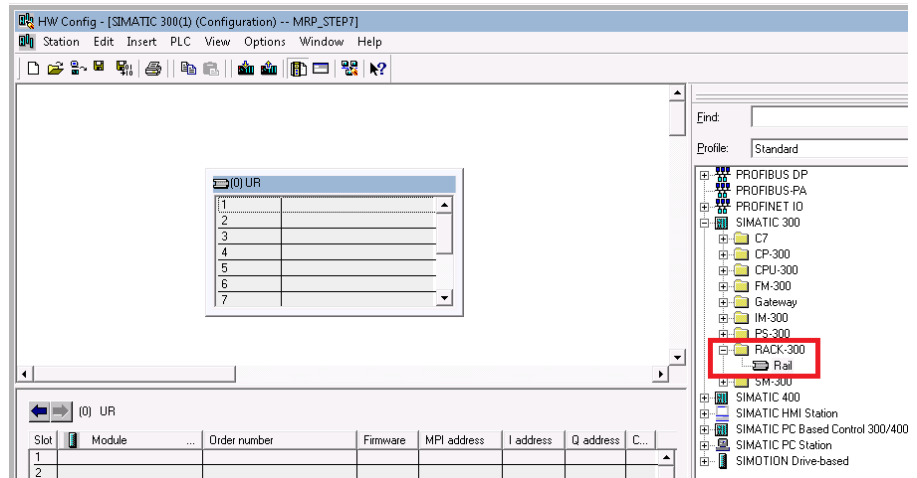 HW Config - [SIMATIC 300(1) (Configuration) -- MRP_STEP7]
Station Edit Insert PLC View Options Window Help
(0) UR
1
2
3
4
5
6
7
Find:
Profile: Standard
PROFIBUS DP
PROFIBUS-PA
PROFINET IO
SIMATIC 300
C7
CP-300
CPU-300
FM-300
Gateway
IM-300
PS-300
RACK-300
Rail
SM-300
SIMATIC 400
SIMATIC HMI Station
SIMATIC PC Based Control 300/400
SIMATIC PC Station
SIMOTION Drive-based
(0) UR
Slot Module ... Order number Firmware MPI address I address Q address C...
1
2